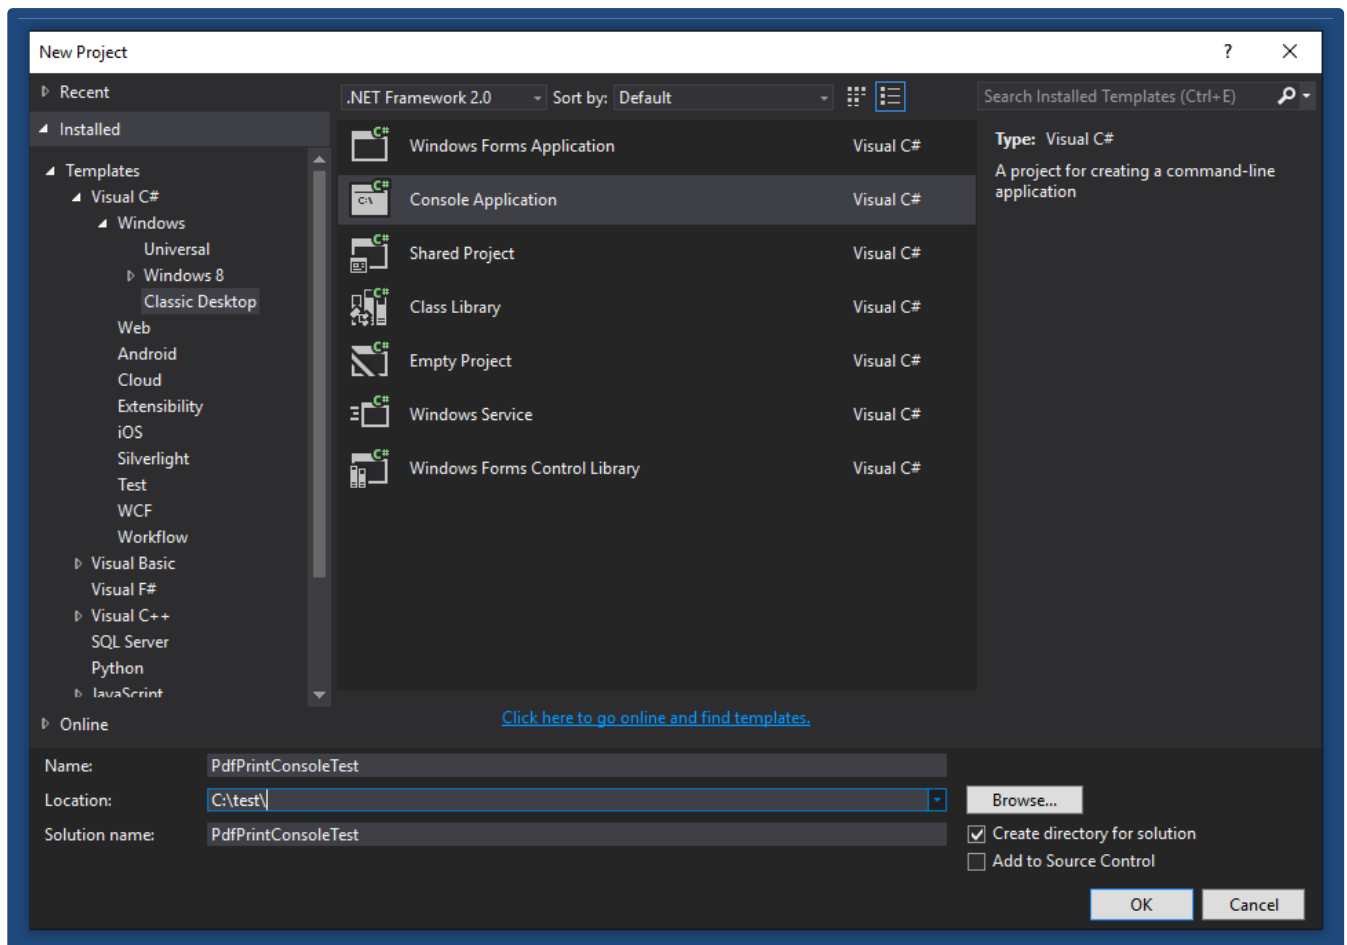 New Project
?
Recent
.NET Framework 2.0
Sort by: Default
Search Installed Templates (Ctrl+E)
Installed
Templates
Visual C#
Windows
Universal
Windows 8
Classic Desktop
Web
Android
Cloud
Extensibility
iOS
Silverlight
Test
WCF
Workflow
Visual Basic
Visual F#
Visual C++
SQL Server
Python
JavaScript
Online
C# Windows Forms Application Visual C#
C# C:\ Console Application Visual C#
C# Shared Project Visual C#
C# Class Library Visual C#
C# Empty Project Visual C#
C# Windows Service Visual C#
C# Windows Forms Control Library Visual C#
Click here to go online and find templates.
Type: Visual C#
A project for creating a command-line
application
Name: PdfPrintConsoleTest
Location: C:\test\
Browse...
Solution name: PdfPrintConsoleTest
Create directory for solution
Add to Source Control
OK
Cancel